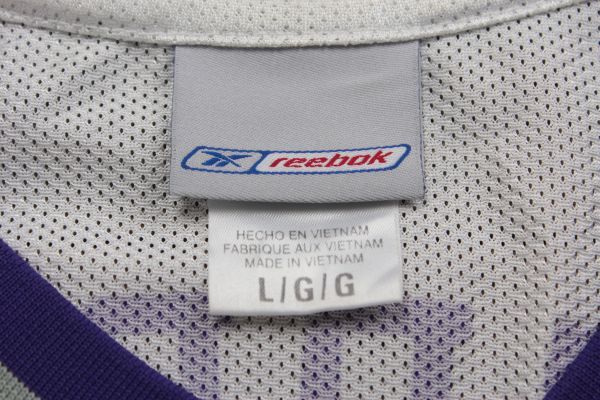 reebok
HECHO EN VIETNAM
FABRIQUE AUX VIETNAM
MADE IN VIETNAM
L/G/G